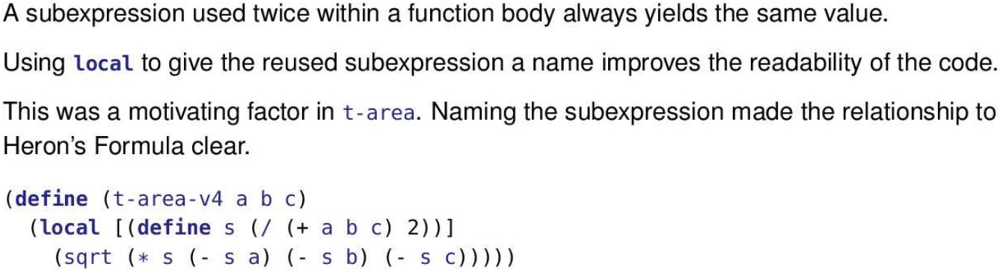 A subexpression used twice within a function body always yields the same value.
Using local to give the reused subexpression a name improves the readability of the code.
This was a motivating factor in t-area. Naming the subexpression made the relationship to
Heron's Formula clear.
(define (t-area-v4 a b c)
  (local [(define s (/ (+ a b c) 2))]
    (sqrt (* s (- s a) (- s b) (- s c)))))